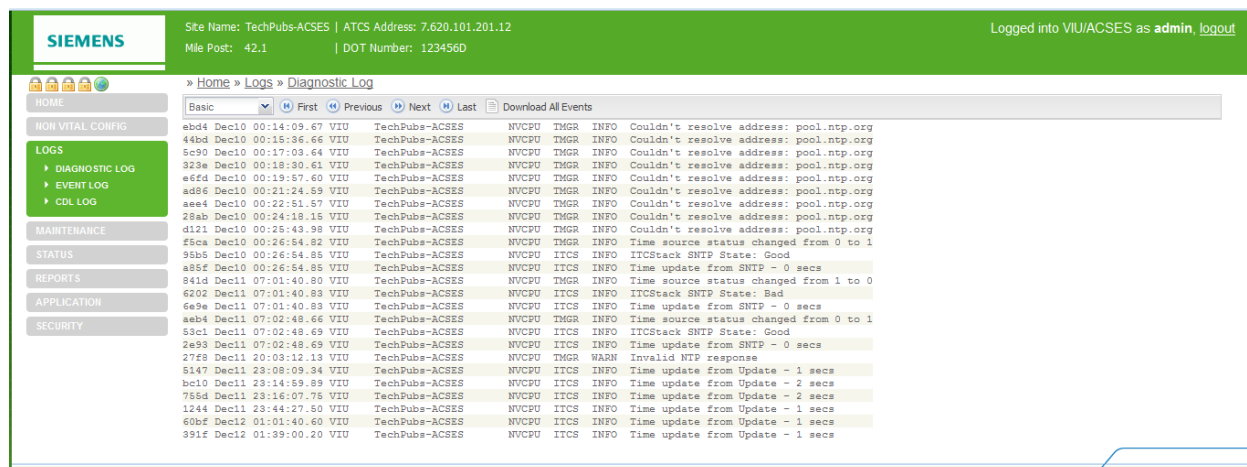 SIEMENS
Site Name: TechPubs-ACSES | ATCS Address: 7.620.101.201.12
Mile Post: 42.1 | DOT Number: 123456D
Logged into VIU/ACSES as admin, logout
» Home » Logs » Diagnostic Log
HOME
NON VITAL CONFIG
LOGS
DIAGNOSTIC LOG
EVENT LOG
CDL LOG
MAINTENANCE
STATUS
REPORTS
APPLICATION
SECURITY
Basic First Previous Next Last Download All Events
ebd4 Dec10 00:14:09.67 VIU TechPubs-ACSES NVCPU TMGR INFO Couldn't resolve address: pool.ntp.org
44bd Dec10 00:15:36.66 VIU TechPubs-ACSES NVCPU TMGR INFO Couldn't resolve address: pool.ntp.org
5c90 Dec10 00:17:03.64 VIU TechPubs-ACSES NVCPU TMGR INFO Couldn't resolve address: pool.ntp.org
323e Dec10 00:18:30.61 VIU TechPubs-ACSES NVCPU TMGR INFO Couldn't resolve address: pool.ntp.org
e6fd Dec10 00:19:57.60 VIU TechPubs-ACSES NVCPU TMGR INFO Couldn't resolve address: pool.ntp.org
ad86 Dec10 00:21:24.59 VIU TechPubs-ACSES NVCPU TMGR INFO Couldn't resolve address: pool.ntp.org
aee4 Dec10 00:22:51.57 VIU TechPubs-ACSES NVCPU TMGR INFO Couldn't resolve address: pool.ntp.org
28ab Dec10 00:24:18.15 VIU TechPubs-ACSES NVCPU TMGR INFO Couldn't resolve address: pool.ntp.org
d121 Dec10 00:25:43.98 VIU TechPubs-ACSES NVCPU TMGR INFO Couldn't resolve address: pool.ntp.org
f5ca Dec10 00:26:54.82 VIU TechPubs-ACSES NVCPU TMGR INFO Time source status changed from 0 to 1
95b5 Dec10 00:26:54.85 VIU TechPubs-ACSES NVCPU ITCS INFO ITCStack SNTP State: Good
a85f Dec10 00:26:54.85 VIU TechPubs-ACSES NVCPU ITCS INFO Time update from SNTP - 0 secs
841d Dec11 07:01:40.80 VIU TechPubs-ACSES NVCPU TMGR INFO Time source status changed from 1 to 0
6202 Dec11 07:01:40.83 VIU TechPubs-ACSES NVCPU ITCS INFO ITCStack SNTP State: Bad
6e9e Dec11 07:01:40.83 VIU TechPubs-ACSES NVCPU ITCS INFO Time update from SNTP - 0 secs
aeb4 Dec11 07:02:48.66 VIU TechPubs-ACSES NVCPU TMGR INFO Time source status changed from 0 to 1
53c1 Dec11 07:02:48.69 VIU TechPubs-ACSES NVCPU ITCS INFO ITCStack SNTP State: Good
2e93 Dec11 07:02:48.69 VIU TechPubs-ACSES NVCPU ITCS INFO Time update from SNTP - 0 secs
27f8 Dec11 20:03:12.13 VIU TechPubs-ACSES NVCPU TMGR WARN Invalid NTP response
5147 Dec11 23:08:09.34 VIU TechPubs-ACSES NVCPU ITCS INFO Time update from Update - 1 secs
bc10 Dec11 23:14:59.89 VIU TechPubs-ACSES NVCPU ITCS INFO Time update from Update - 2 secs
755d Dec11 23:16:07.75 VIU TechPubs-ACSES NVCPU ITCS INFO Time update from Update - 2 secs
1244 Dec11 23:44:27.50 VIU TechPubs-ACSES NVCPU ITCS INFO Time update from Update - 1 secs
60bf Dec12 01:01:40.60 VIU TechPubs-ACSES NVCPU ITCS INFO Time update from Update - 1 secs
391f Dec12 01:39:00.20 VIU TechPubs-ACSES NVCPU ITCS INFO Time update from Update - 1 secs